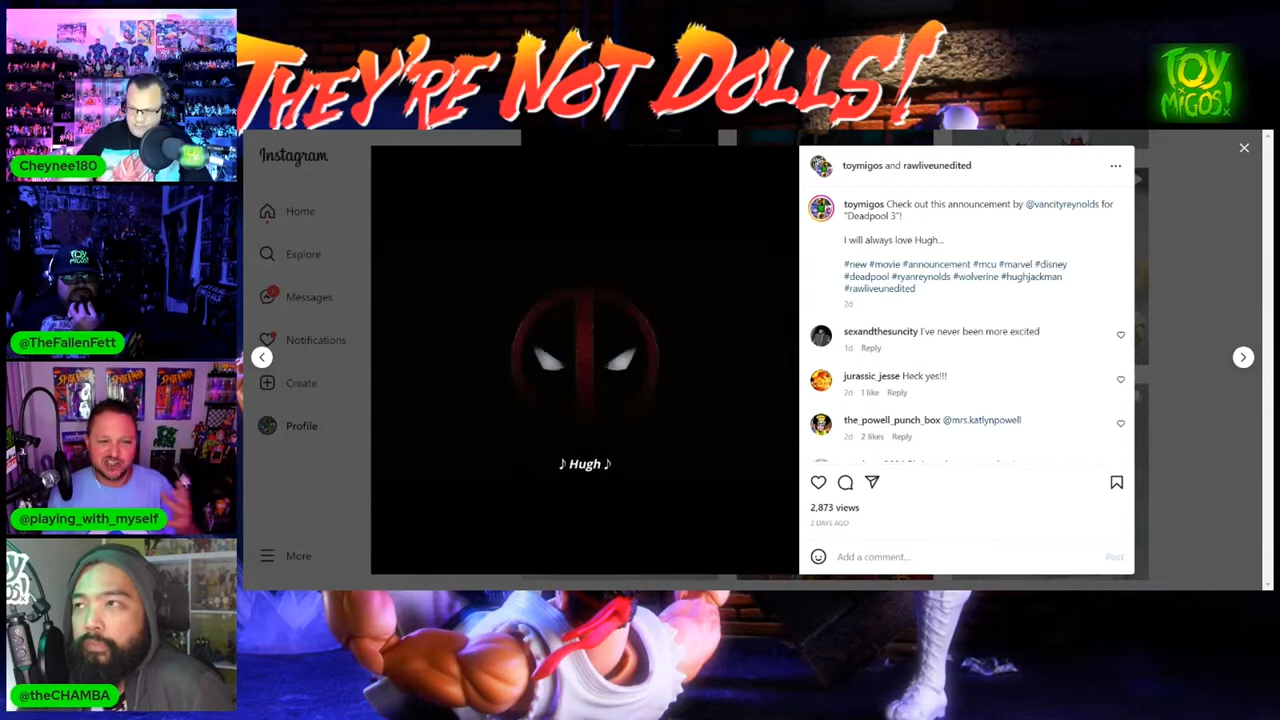 THEY'RE NOT DOLLS!
TOY
MIGOS!
Cheynee180
@TheFallenFett
@playing_with_myself
@theCHAMBA
TOY
MIGOS!
Instagram
Home
Explore
Messages
Notifications
Create
Profile
More
♪ Hugh ♪
toymigos and rawliveunedited
toymigos Check out this announcement by @vancityreynolds for
“Deadpool 3”!
I will always love Hugh...
#new #movie #announcement #mcu #marvel #disney
#deadpool #ryanreynolds #wolverine #hughjackman
#rawliveunedited
2d
sexandthesuncity I've never been more excited
1d Reply
jurassic_jesse Heck yes!!!
2d 1 like Reply
the_powell_punch_box @mrs.katlynpowell
2d 2 likes Reply
2,873 views
2 DAYS AGO
Add a comment...
Post